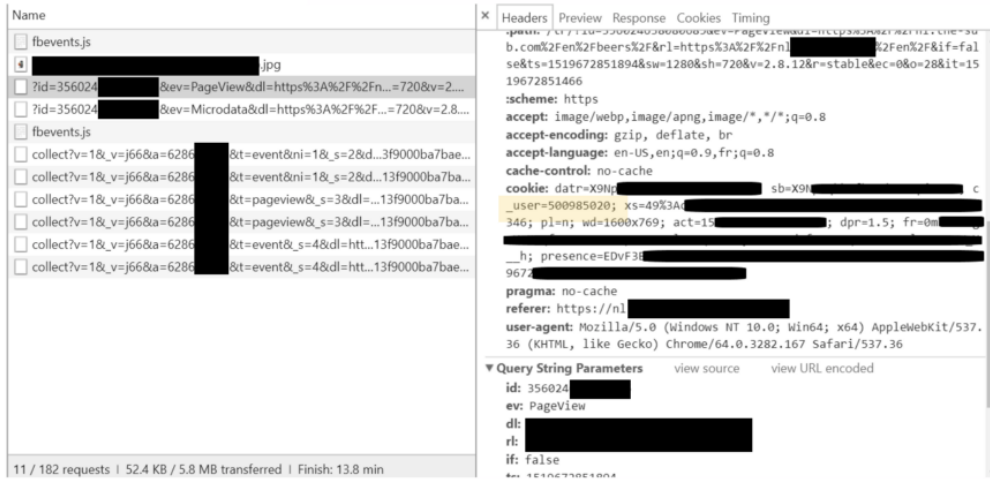 Name
fbevents.js
.jpg
?id=356024 &ev=PageView&dl=https%3A%2F%2Fn...=720&v=2....
?id=356024 &ev=Microdata&dl=https%3A%2F%2F...=720&v=2.8....
fbevents.js
collect?v=1&_v=j66&a=6286 &t=event&ni=1&_s=2&d...3f9000ba7bae...
collect?v=1&_v=j66&a=6286 &t=event&ni=1&_s=2&d...13f9000ba7ba...
collect?v=1&_v=j66&a=6286 &t=pageview&_s=3&dl=...13f9000ba7ba...
collect?v=1&_v=j66&a=6286 &t=pageview&_s=3&dl=...13f9000ba7ba...
collect?v=1&_v=j66&a=6286 &t=event&_s=4&dl=htt...13f9000ba7bae...
collect?v=1&_v=j66&a=6286 &t=event&_s=4&dl=htt...13f9000ba7bae...
11 / 182 requests | 52.4 KB / 5.8 MB transferred | Finish: 13.8 min
× Headers Preview Response Cookies Timing
b.com%2Fen%2Fbeers%2F&rl=https%3A%2F%2Fnl %2Fen%2F&if=fal
se&ts=1519672851894&sw=1280&sh=720&v=2.8.12&r=stable&ec=0&o=28&it=15
19672851466
:scheme: https
accept: image/webp,image/apng,image/*,*/*;q=0.8
accept-encoding: gzip, deflate, br
accept-language: en-US,en;q=0.9,fr;q=0.8
cache-control: no-cache
cookie: datr=X9Np sb=X9N c
_user=500985020; xs=49%3Ac
346; pl=n; wd=1600x769; act=15 ; dpr=1.5; fr=0m
__h; presence=EDvF3E
9672
pragma: no-cache
referer: https://nl
user-agent: Mozilla/5.0 (Windows NT 10.0; Win64; x64) AppleWebKit/537.
36 (KHTML, like Gecko) Chrome/64.0.3282.167 Safari/537.36
▼ Query String Parameters view source view URL encoded
id: 356024
ev: PageView
dl:
rl:
if: false
ts: 1519672851894